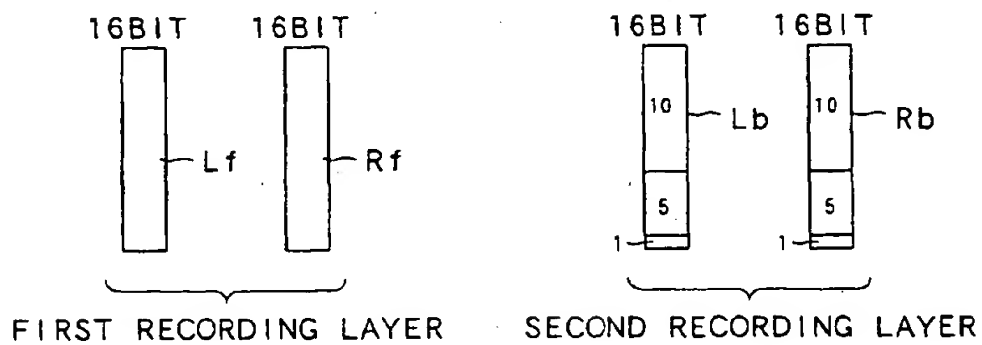 16BIT 16BIT 16BIT 16BIT
10 Lb 10 Rb
Lf Rf
5 5
1 1
FIRST RECORDING LAYER SECOND RECORDING LAYER